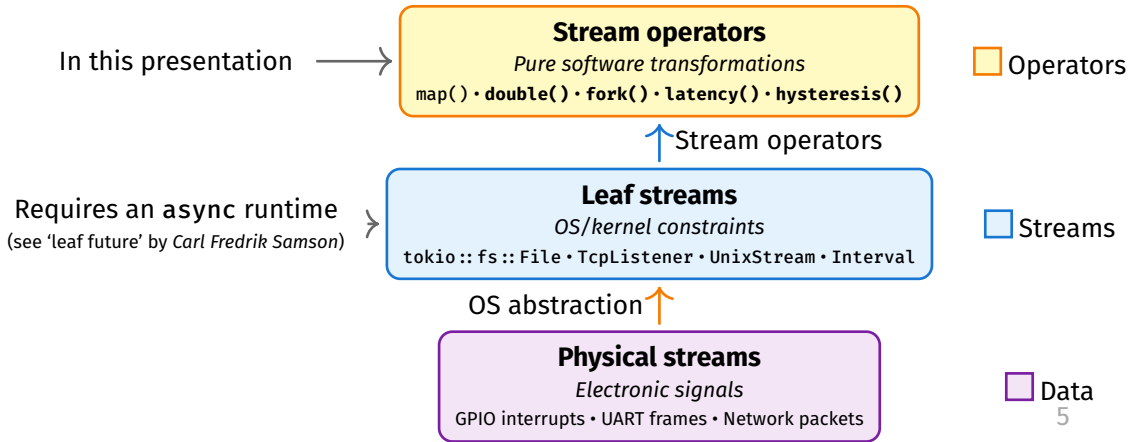 Stream operators
Pure software transformations
map() • double() • fork() • latency() • hysteresis()
In this presentation
Operators
Stream operators
Leaf streams
OS/kernel constraints
tokio::fs::File • TcpListener • UnixStream • Interval
Requires an async runtime
(see ‘leaf future’ by Carl Fredrik Samson)
Streams
OS abstraction
Physical streams
Electronic signals
GPIO interrupts • UART frames • Network packets
Data
5